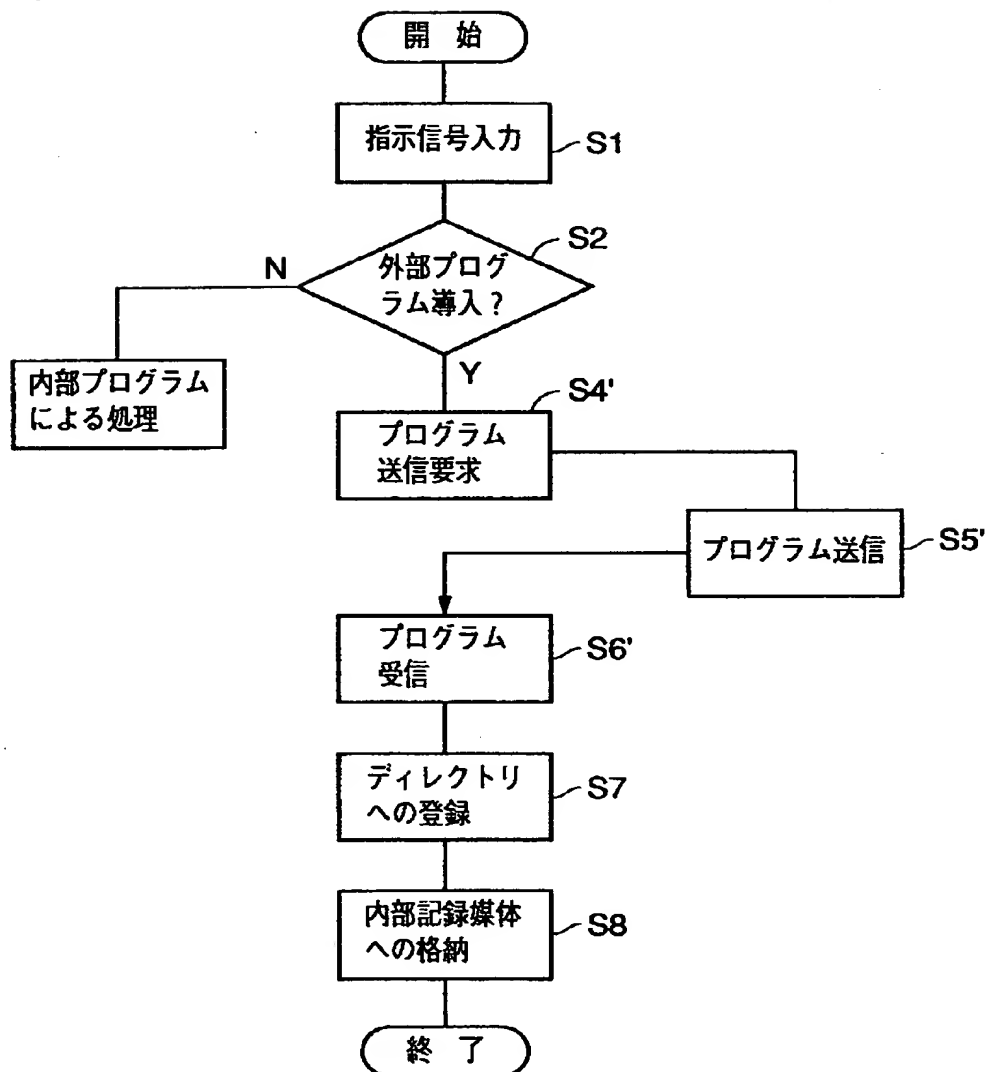 開 始
指示信号入力
S1
S2
外部プログ
ラム導入？
N
Y
内部プログラム
による処理
S4'
プログラム
送信要求
プログラム送信
S5'
プログラム
受信
S6'
ディレクトリ
への登録
S7
内部記録媒体
への格納
S8
終 了